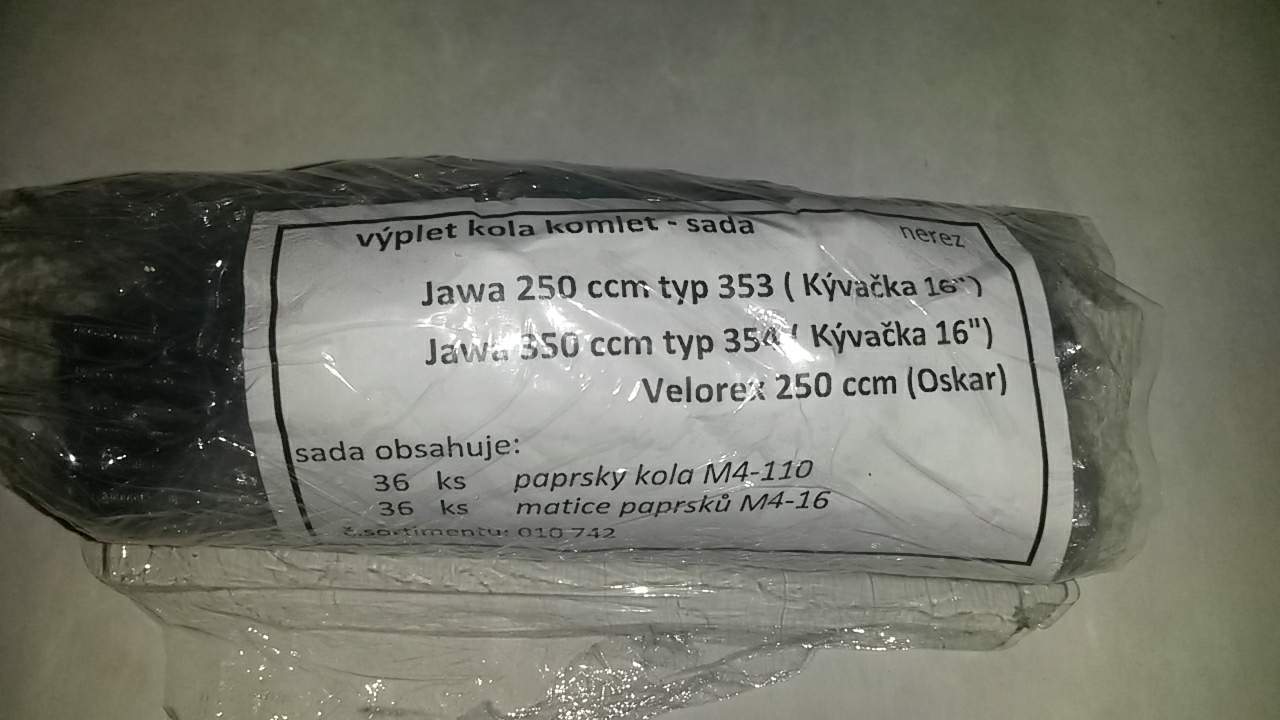 výplet kola komlet - sada nerez
Jawa 250 ccm typ 353 ( Kývačka 16")
Jawa 350 ccm typ 354 ( Kývačka 16")
Velorex 250 ccm (Oskar)
sada obsahuje:
36 ks paprsky kola M4-110
36 ks matice paprsků M4-16
č.sortimentu: 010 742